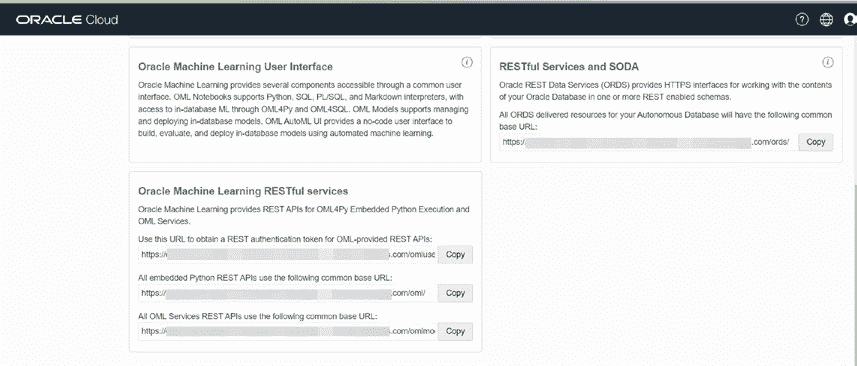 ORACLE Cloud
Oracle Machine Learning User Interface
Oracle Machine Learning provides several components accessible through a common user
interface. OML Notebooks supports Python, SQL, PL/SQL, and Markdown interpreters, with
access to in-database ML through OML4Py and OML4SQL. OML Models supports managing
and deploying in-database models. OML AutoML UI provides a no-code user interface to
build, evaluate, and deploy in-database models using automated machine learning.
RESTful Services and SODA
Oracle REST Data Services (ORDS) provides HTTPS interfaces for working with the contents
of your Oracle Database in one or more REST enabled schemas.
All ORDS delivered resources for your Autonomous Database will have the following common
base URL:
https:/ .com/ords/ Copy
Oracle Machine Learning RESTful services
Oracle Machine Learning provides REST APIs for OML4Py Embedded Python Execution and
OML Services.
Use this URL to obtain a REST authentication token for OML-provided REST APIs:
https:// .com/omluse Copy
All embedded Python REST APIs use the following common base URL:
https:// .com/oml/ Copy
All OML Services REST APIs use the following common base URL:
https:// .com/omlmo Copy